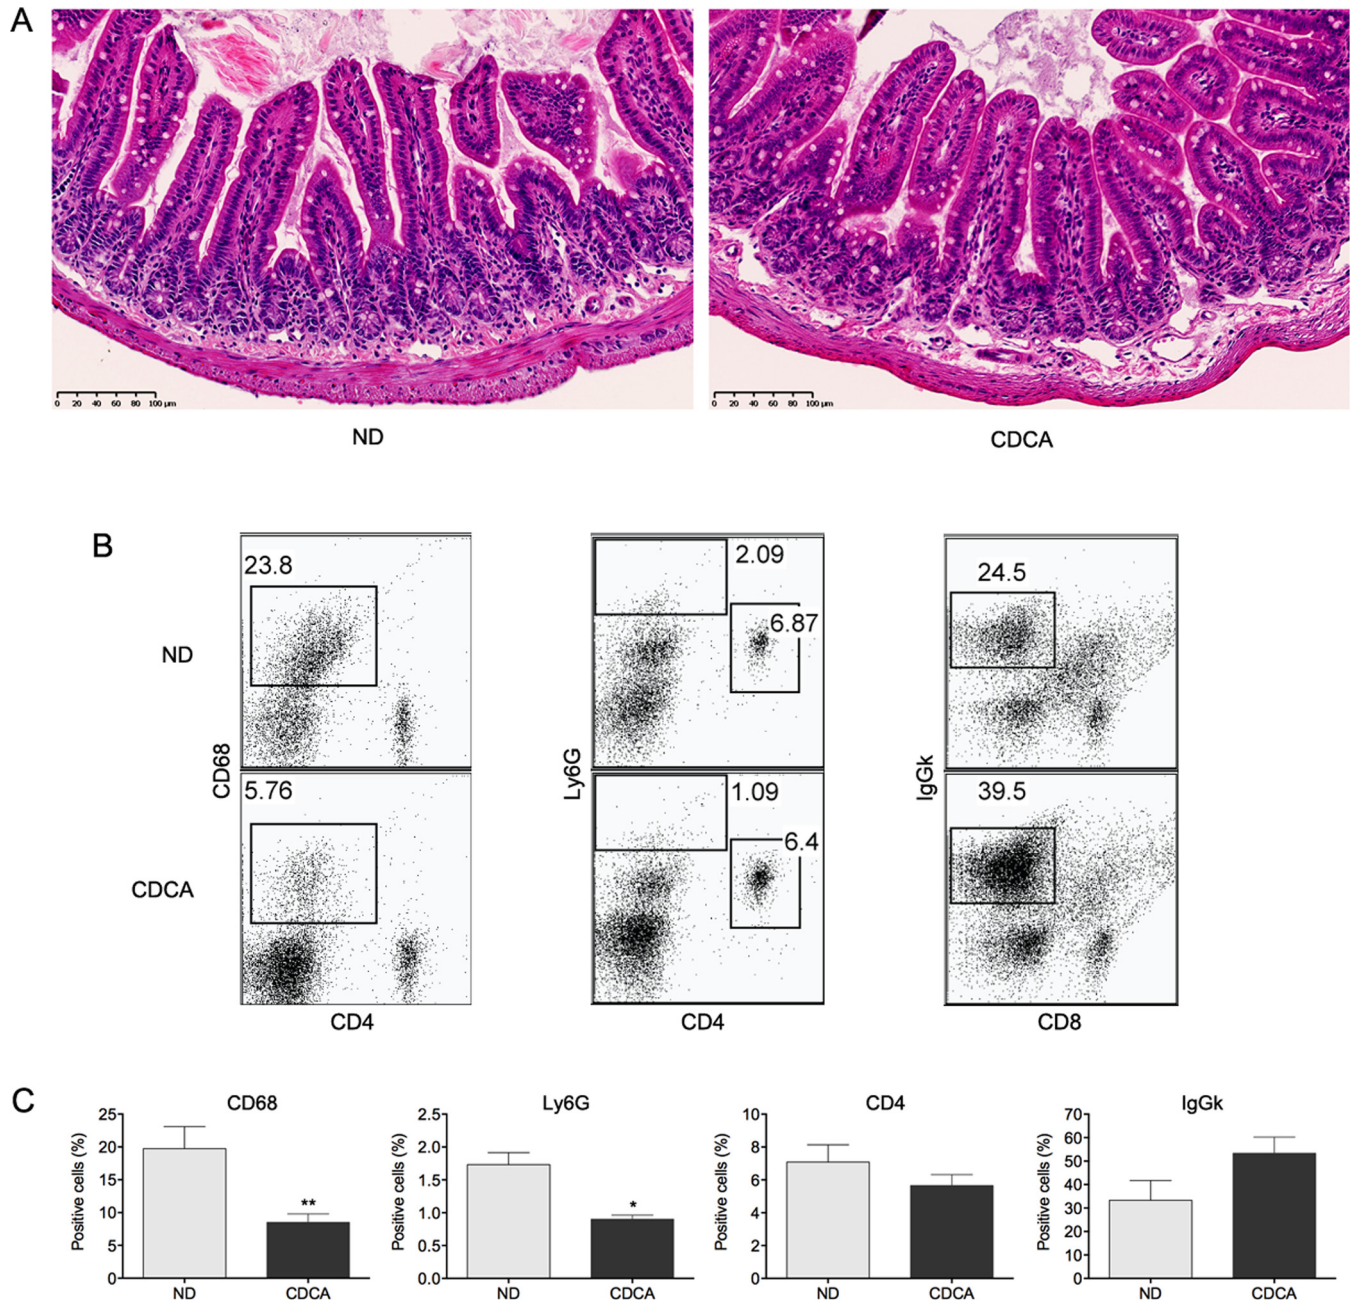 A
0 20 40 60 80 100 µm
0 20 40 60 80 100 µm
ND
CDCA
B
ND
CD68
23.8
Ly6G
2.09
6.87
IgGk
24.5
CDCA
5.76
1.09
6.4
39.5
CD4
CD4
CD8
C
CD68
Positive cells (%)
25
20
15
10
5
0
**
ND
CDCA
Ly6G
Positive cells (%)
2.5
2.0
1.5
1.0
0.5
0.0
*
ND
CDCA
CD4
Positive cells (%)
10
8
6
4
2
0
ND
CDCA
IgGk
Positive cells (%)
70
60
50
40
30
20
10
0
ND
CDCA